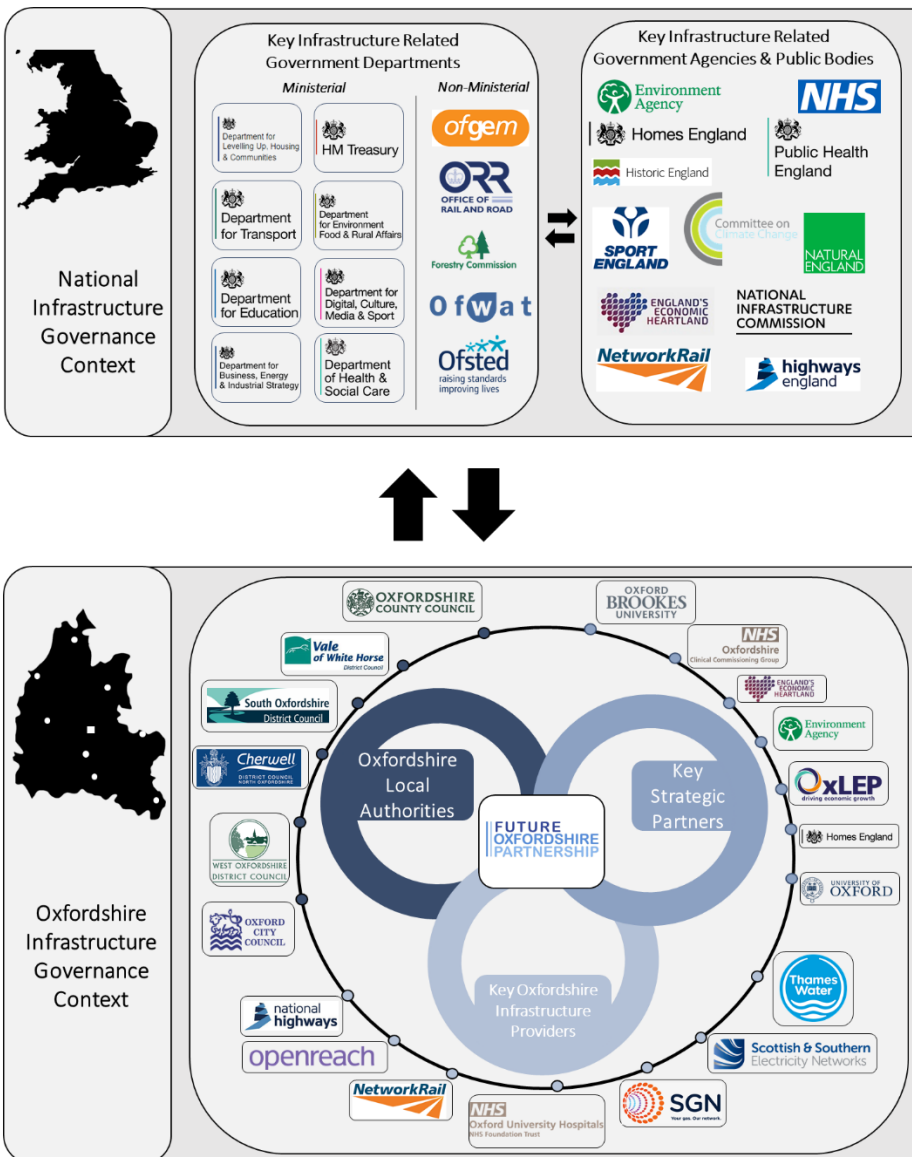 Key Infrastructure Related
Government Departments
Ministerial
Non-Ministerial
Department for
Levelling Up, Housing
& Communities
HM Treasury
Department
for Transport
Department
for Environment
Food & Rural Affairs
Department
for Education
Department for
Digital, Culture,
Media & Sport
Department for
Business, Energy
& Industrial Strategy
Department
of Health &
Social Care
ofgem
ORR
OFFICE OF
RAIL AND ROAD
Forestry Commission
Ofwat
Ofsted
raising standards
improving lives
Key Infrastructure Related
Government Agencies & Public Bodies
Environment
Agency
NHS
Homes England
Public Health
England
Historic England
SPORT
ENGLAND
Committee on
Climate Change
NATURAL
ENGLAND
ENGLAND'S
ECONOMIC
HEARTLAND
NATIONAL
INFRASTRUCTURE
COMMISSION
NetworkRail
highways
england
National
Infrastructure
Governance
Context
Oxfordshire
Infrastructure
Governance
Context
OXFORDSHIRE
COUNTY COUNCIL
Vale
of White Horse
District Council
South Oxfordshire
District Council
Cherwell
DISTRICT COUNCIL
NORTH OXFORDSHIRE
WEST OXFORDSHIRE
DISTRICT COUNCIL
OXFORD
CITY
COUNCIL
national
highways
openreach
NetworkRail
NHS
Oxford University Hospitals
NHS Foundation Trust
SGN
Your gas. Our network.
Scottish & Southern
Electricity Networks
Thames
Water
UNIVERSITY OF
OXFORD
Homes England
OxLEP
driving economic growth
Environment
Agency
ENGLAND'S
ECONOMIC
HEARTLAND
NHS
Oxfordshire
Clinical Commissioning Group
OXFORD
BROOKES
UNIVERSITY
Oxfordshire
Local
Authorities
Key
Strategic
Partners
FUTURE
OXFORDSHIRE
PARTNERSHIP
Key Oxfordshire
Infrastructure
Providers